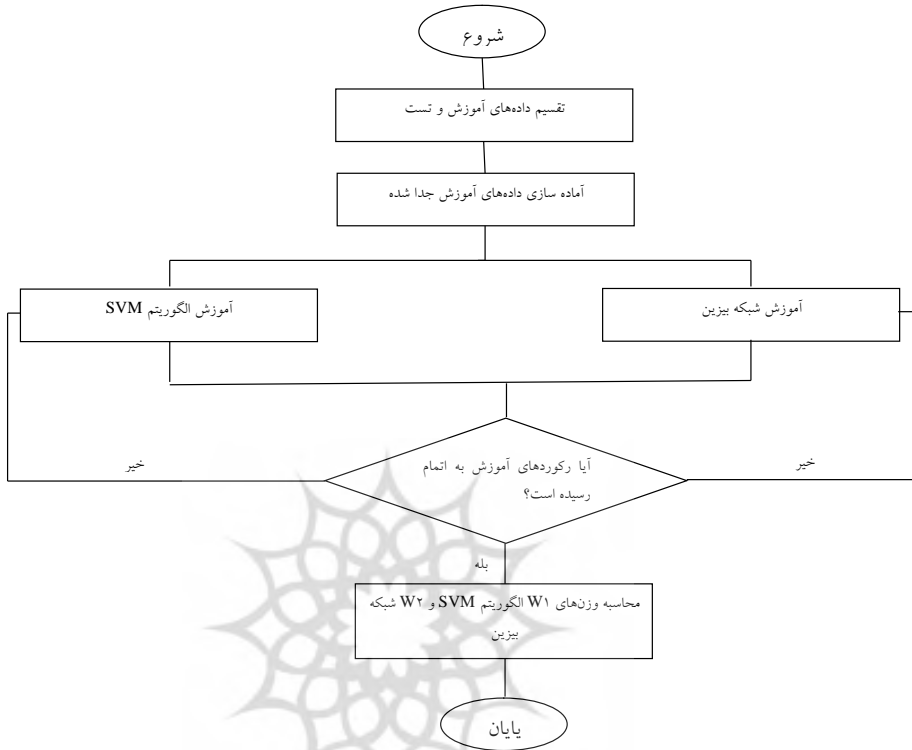 شروع
تقسیم داده‌های آموزش و تست
آماده سازی داده‌های آموزش جدا شده
آموزش شبکه بیزین
آموزش الگوریتم SVM
آیا رکوردهای آموزش به اتمام
رسیده است؟
خیر
خیر
بله
محاسبه وزن‌های W۱ الگوریتم SVM و W۲ شبکه
بیزین
پایان